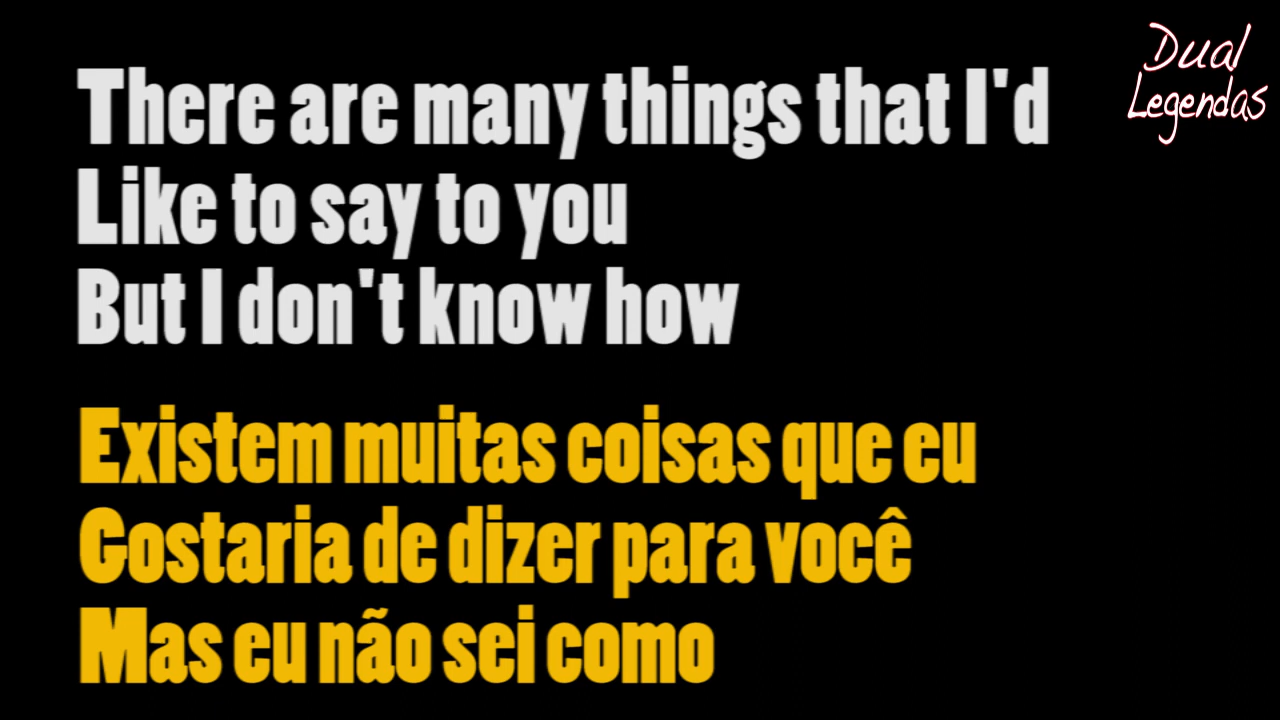 There are many things that I'd
Like to say to you
But I don't know how
Existem muitas coisas que eu
Gostaria de dizer para você
Mas eu não sei como
Dual
Legendas